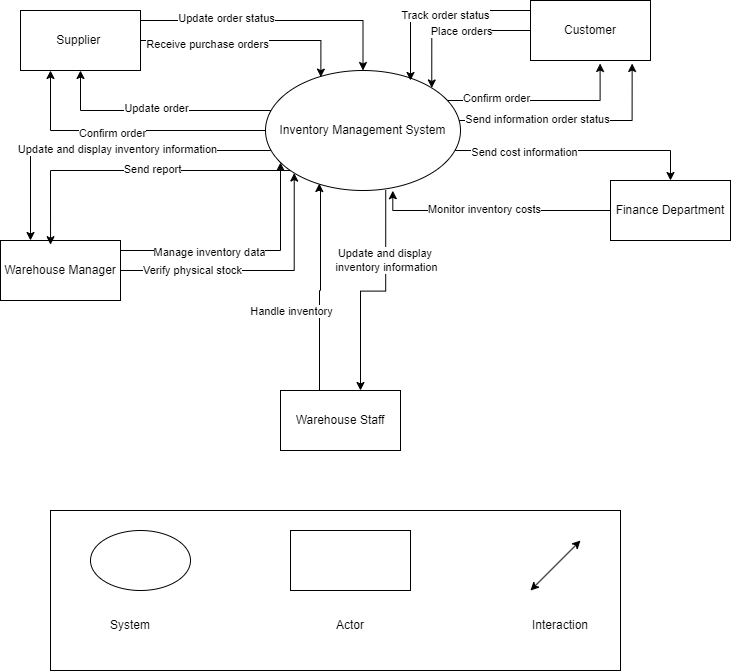 Update order status
Supplier
Receive purchase orders
Track order status
Place orders
Customer
Update order
Confirm order
Inventory Management System
Confirm order
Send information order status
Update and display inventory information
Send report
Send cost information
Monitor inventory costs
Finance Department
Warehouse Manager
Manage inventory data
Verify physical stock
Update and display
inventory information
Handle inventory
Warehouse Staff
System
Actor
Interaction